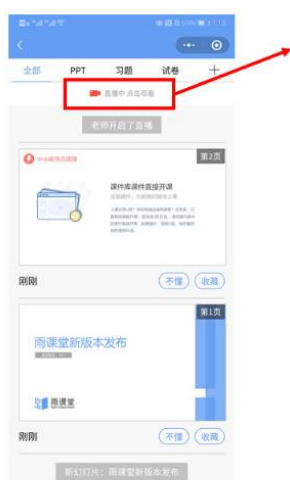 全部 PPT 习题 试卷
直播中 点击观看
老师开启了直播
第2页
课件库课件直接开课
刚刚
不懂 收藏
第1页
雨课堂新版本发布
雨课堂
刚刚
不懂 收藏
新幻灯片：雨课堂新版本发布